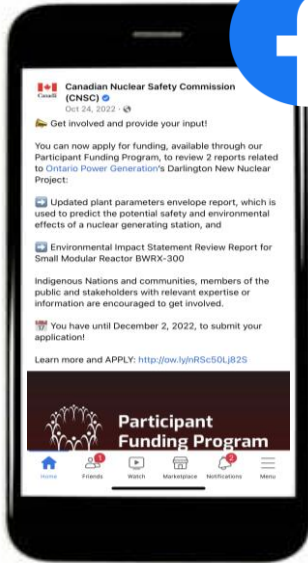 Canadian Nuclear Safety Commission
(CNSC)
Canada
Oct 24, 2022 ·
Get involved and provide your input!
You can now apply for funding, available through our
Participant Funding Program, to review 2 reports related
to Ontario Power Generation's Darlington New Nuclear
Project:
➡️ Updated plant parameters envelope report, which is
used to predict the potential safety and environmental
effects of a nuclear generating station, and
➡️ Environmental Impact Statement Review Report for
Small Modular Reactor BWRX-300
Indigenous Nations and communities, members of the
public and stakeholders with relevant expertise or
information are encouraged to get involved.
📅 You have until December 2, 2022, to submit your
application!
Learn more and APPLY: http://ow.ly/nRSc50Lj82S
Participant
Funding Program
Home Friends Watch Marketplace Notifications Menu